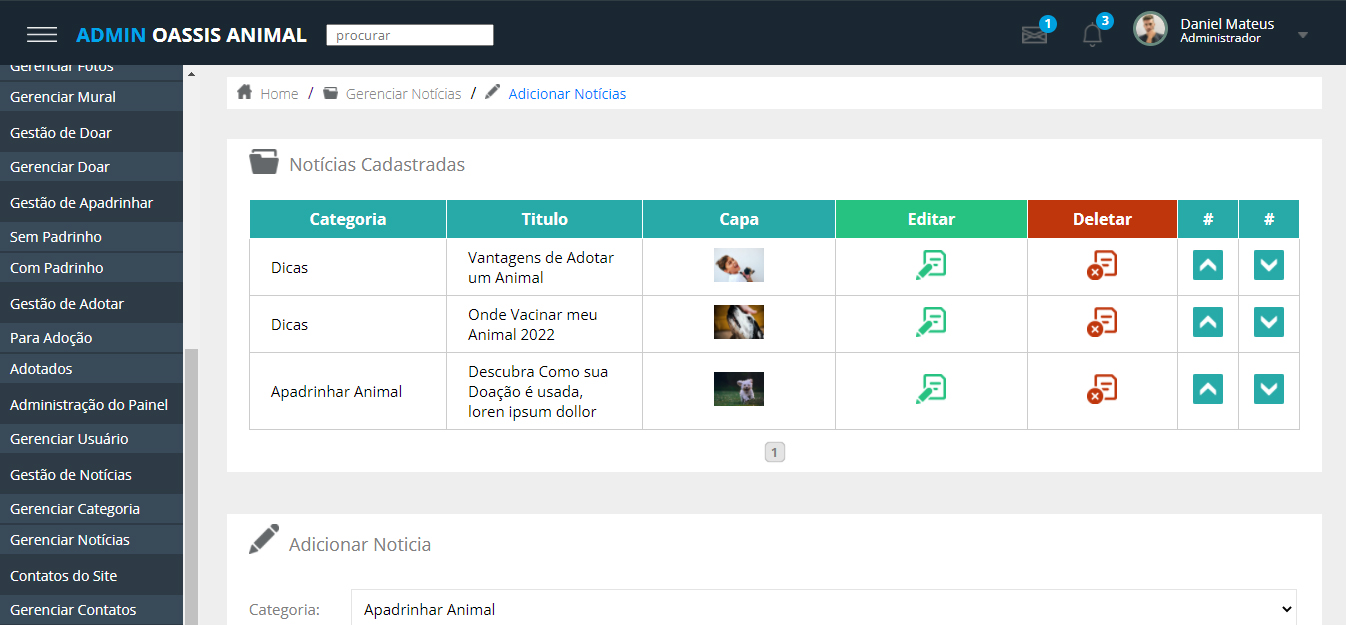 ADMIN OASSIS ANIMAL
procurar
1
3
Daniel Mateus
Administrador
Gerenciar Fotos
Gerenciar Mural
Gestão de Doar
Gerenciar Doar
Gestão de Apadrinhar
Sem Padrinho
Com Padrinho
Gestão de Adotar
Para Adoção
Adotados
Administração do Painel
Gerenciar Usuário
Gestão de Notícias
Gerenciar Categoria
Gerenciar Notícias
Contatos do Site
Gerenciar Contatos
Home / Gerenciar Notícias / Adicionar Notícias
Notícias Cadastradas
Categoria Titulo Capa Editar Deletar # #
Dicas
Vantagens de Adotar
um Animal
Dicas
Onde Vacinar meu
Animal 2022
Apadrinhar Animal
Descubra Como sua
Doação é usada,
loren ipsum dollor
1
Adicionar Noticia
Categoria: Apadrinhar Animal